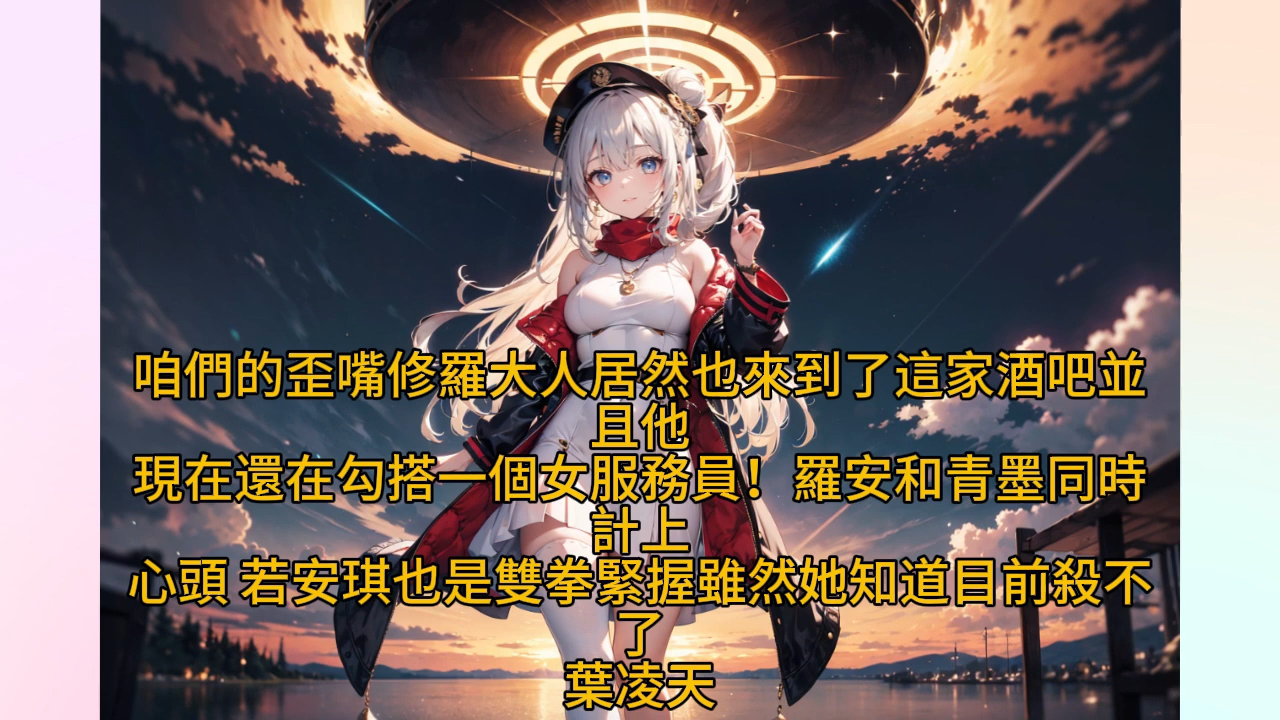 咱們的歪嘴修羅大人居然也來到了這家酒吧並
且他
現在還在勾搭一個女服務員！羅安和青墨同時
計上
心頭 若安琪也是雙拳緊握雖然她知道目前殺不
了
葉凌天